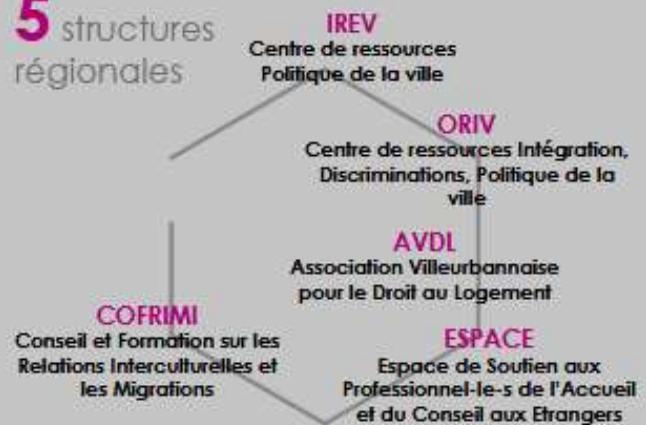 5 structures
régionales
IREV
Centre de ressources
Politique de la ville
ORIV
Centre de ressources Intégration,
Discriminations, Politique de la
ville
AVDL
Association Villeurbannaise
pour le Droit au Logement
COFRIMI
Conseil et Formation sur les
Relations Interculturelles et
les Migrations
ESPACE
Espace de Soutien aux
Professionnel-le-s de l'Accueil
et du Conseil aux Etrangers